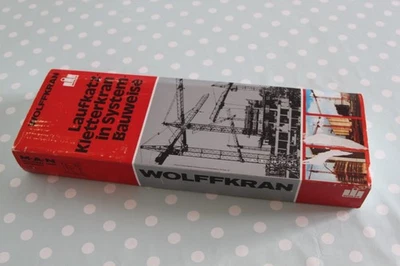 WOLFFKRAN
Laufkatz
Kletterkran
in System
Bauweise
WOLFFKRAN